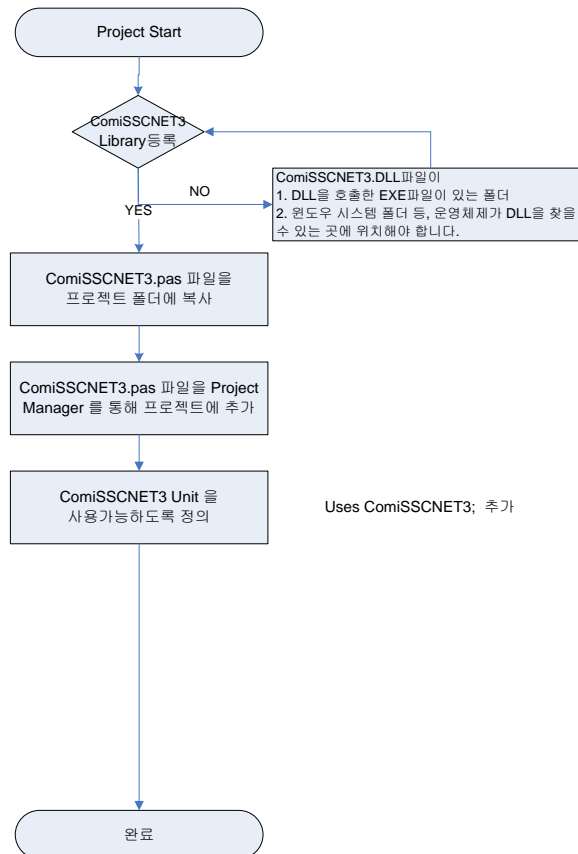 Project Start
ComiSSCNET3
Library등록
NO
YES
ComiSSCNET3.DLL파일이
1. DLL을 호출한 EXE파일이 있는 폴더
2. 윈도우 시스템 폴더 등, 운영체제가 DLL을 찾을
수 있는 곳에 위치해야 합니다.
ComiSSCNET3.pas 파일을
프로젝트 폴더에 복사
ComiSSCNET3.pas 파일을 Project
Manager 를 통해 프로젝트에 추가
ComiSSCNET3 Unit 을
사용가능하도록 정의
Uses ComiSSCNET3; 추가
완료